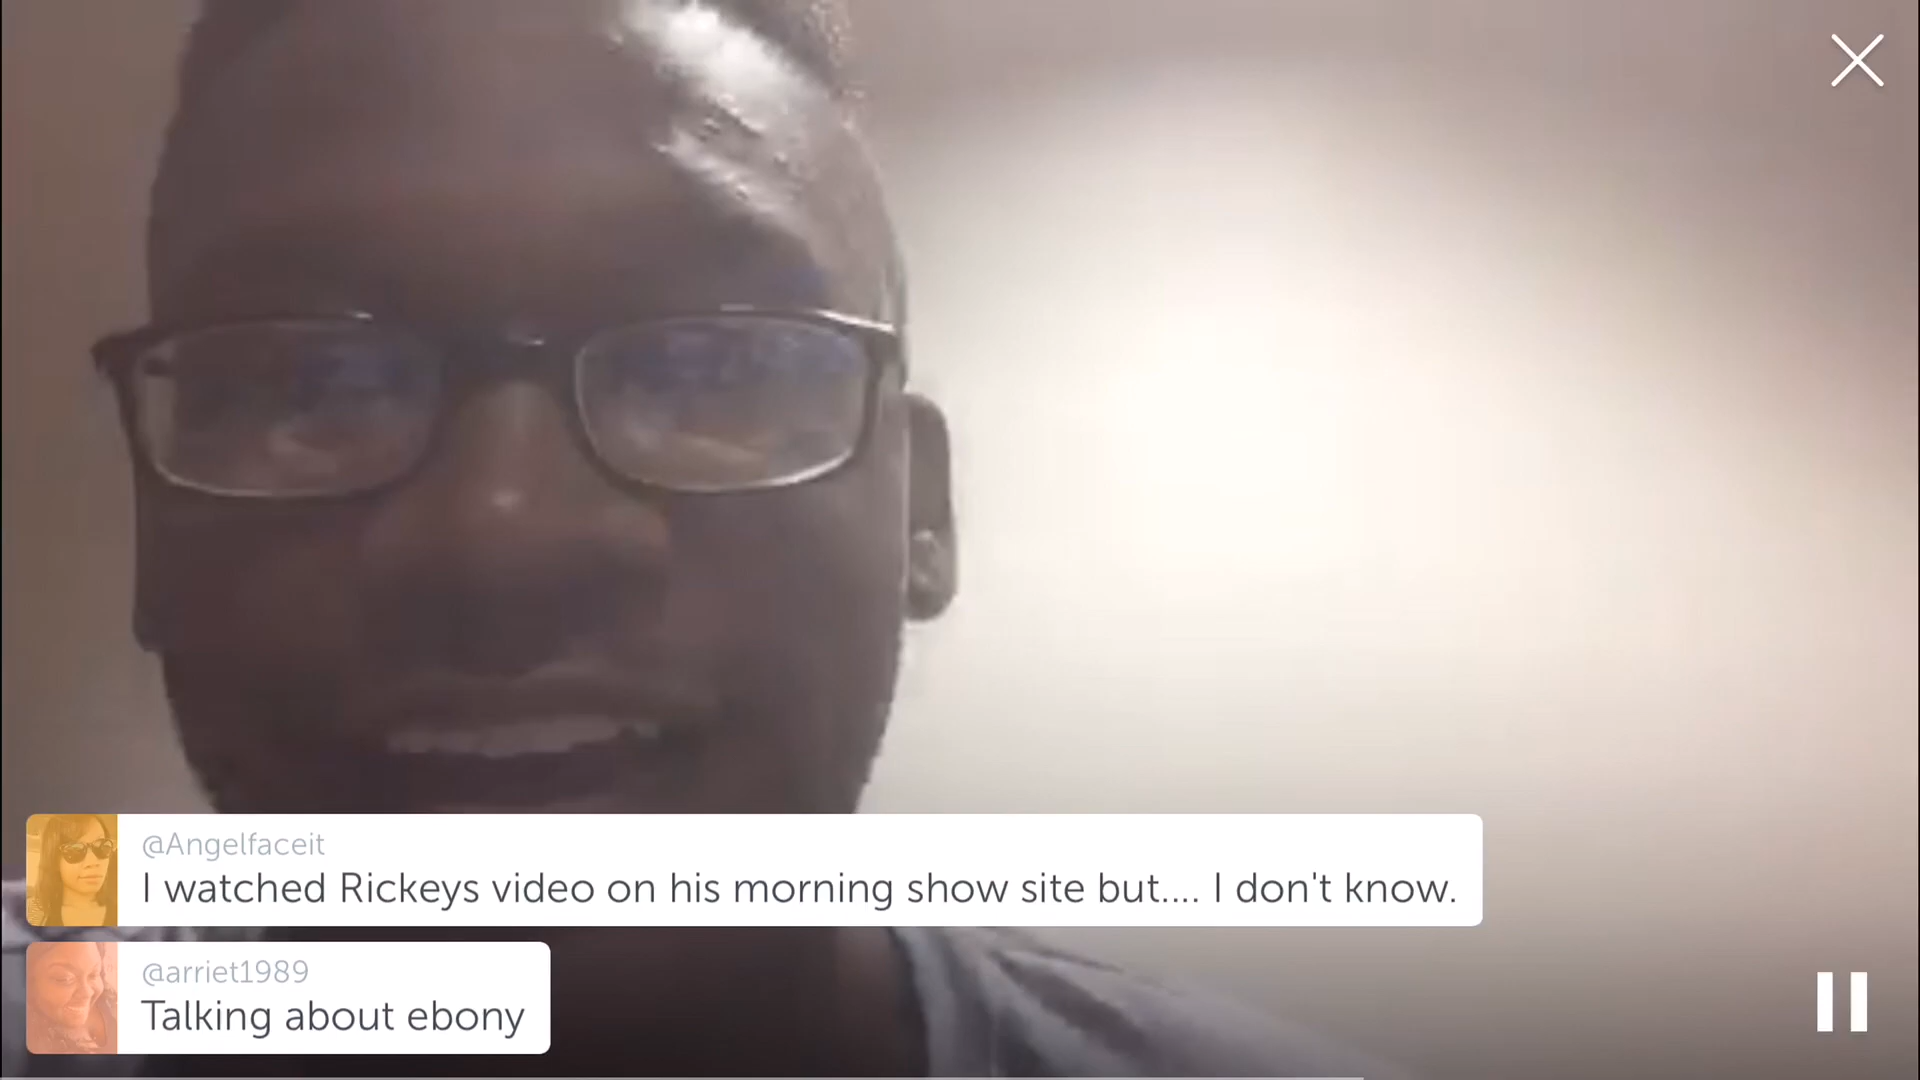 @Angelfaceit
I watched Rickeys video on his morning show site but.... I don't know.
@arriet1989
Talking about ebony